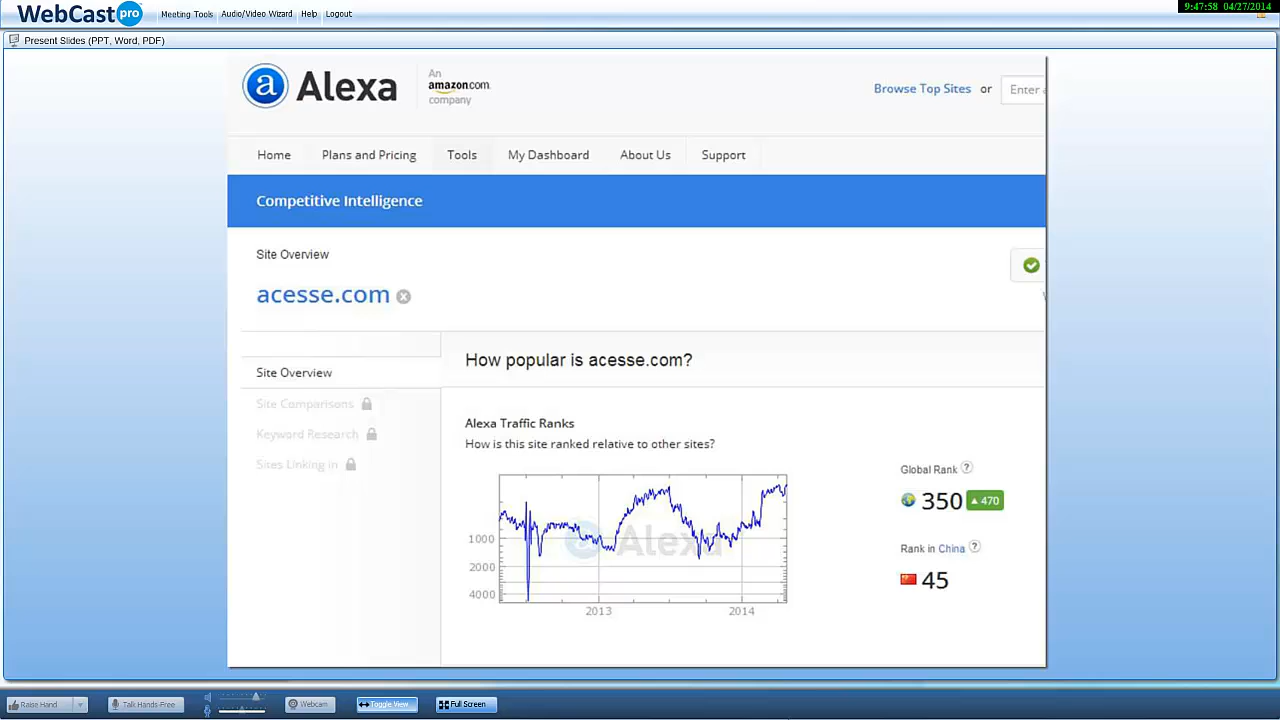 WebCast pro
Meeting Tools Audio/Video Wizard Help Logout
9:47:58 04/27/2014
Present Slides (PPT, Word, PDF)
a Alexa
An
amazon.com
company
Browse Top Sites or Enter a
Home Plans and Pricing Tools My Dashboard About Us Support
Competitive Intelligence
Site Overview
acesse.com
How popular is acesse.com?
Site Overview
Site Comparisons
Keyword Research
Sites Linking in
Alexa Traffic Ranks
How is this site ranked relative to other sites?
Global Rank ?
350 470
Rank in China ?
45
a Alexa
1000
2000
4000
2013 2014
Raise Hand Talk Hands-Free Webcam Toggle View Full Screen